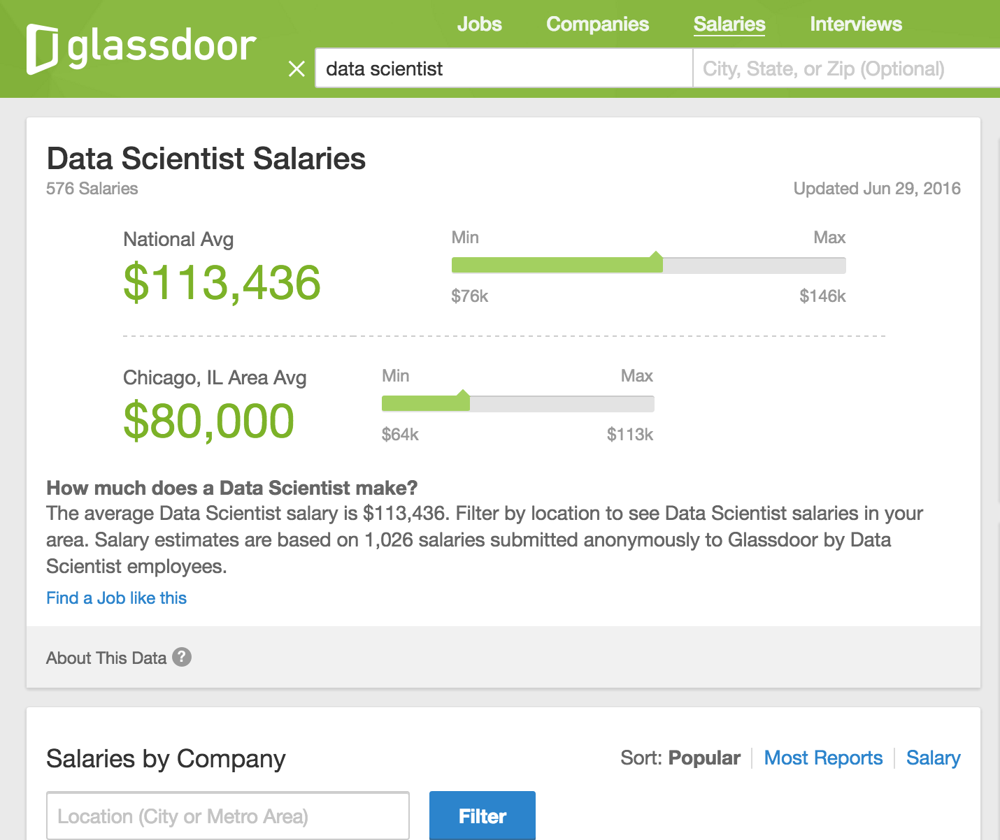 glassdoor
Jobs Companies Salaries Interviews
data scientist City, State, or Zip (Optional)
Data Scientist Salaries
576 Salaries Updated Jun 29, 2016
National Avg Min Max
$113,436
$76k $146k
Chicago, IL Area Avg Min Max
$80,000
$64k $113k
How much does a Data Scientist make?
The average Data Scientist salary is $113,436. Filter by location to see Data Scientist salaries in your
area. Salary estimates are based on 1,026 salaries submitted anonymously to Glassdoor by Data
Scientist employees.
Find a Job like this
About This Data ?
Salaries by Company Sort: Popular Most Reports Salary
Location (City or Metro Area) Filter